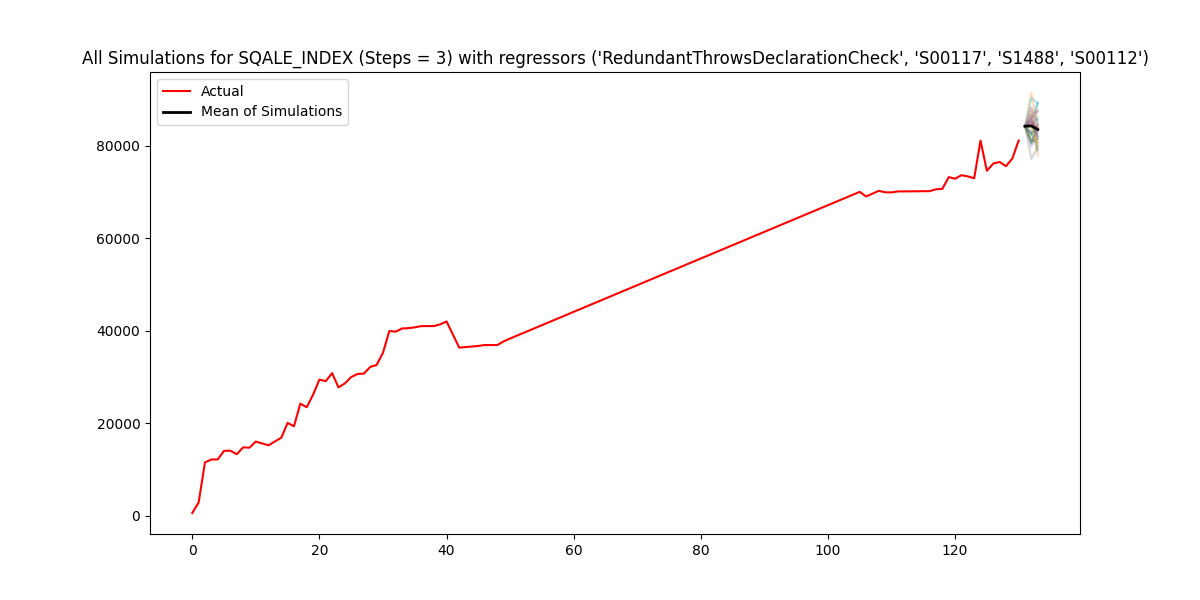 All Simulations for SQALE_INDEX (Steps = 3) with regressors ('RedundantThrowsDeclarationCheck', 'S00117', 'S1488', 'S00112')
Actual
Mean of Simulations
80000
60000
40000
20000
0
0 20 40 60 80 100 120